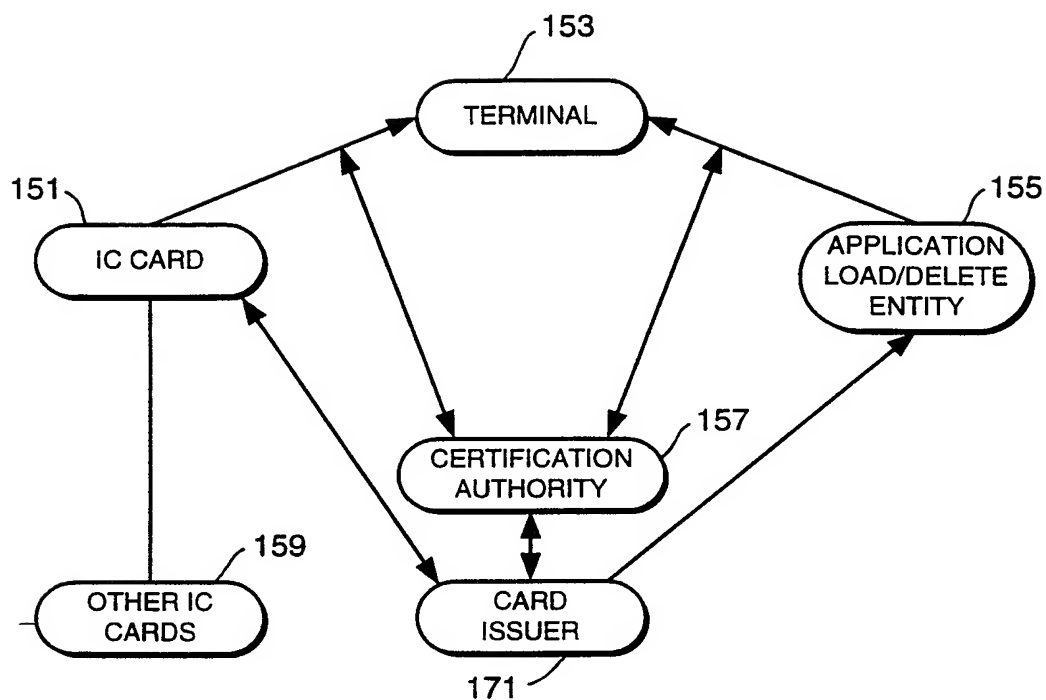 153
TERMINAL
151
IC CARD
155
APPLICATION
LOAD/DELETE
ENTITY
157
CERTIFICATION
AUTHORITY
159
OTHER IC
CARDS
CARD
ISSUER
171